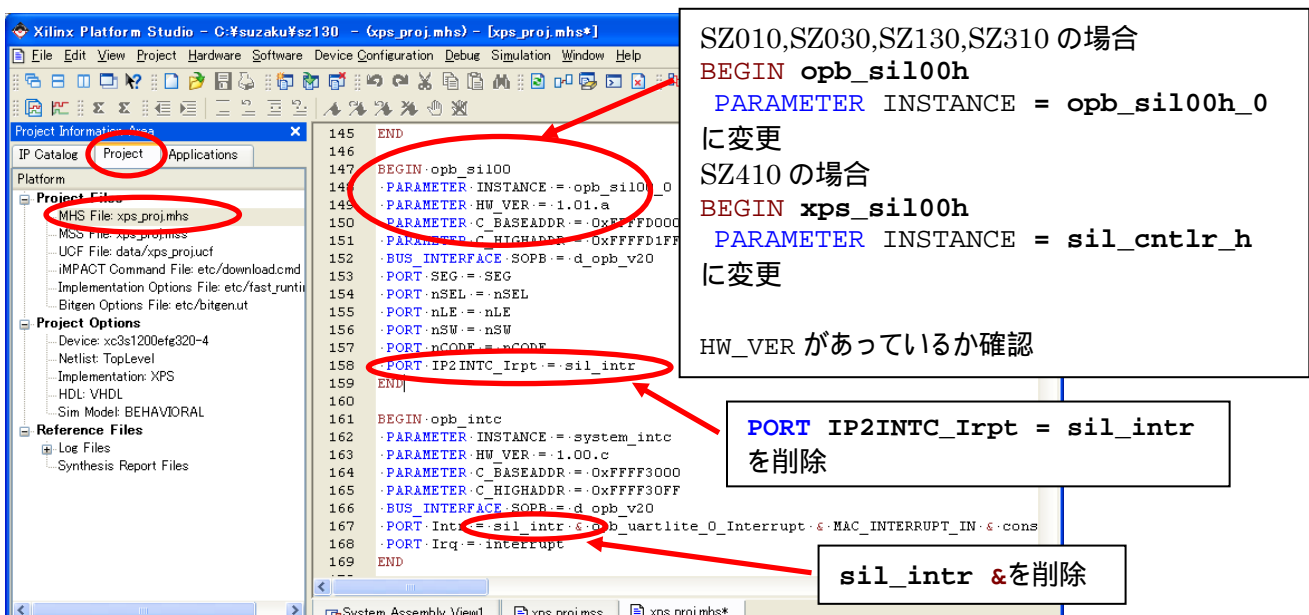 Xilinx Platform Studio - C:¥suzaku¥sz130 - (xps_proj.mhs) - [xps_proj.mhs*]
File Edit View Project Hardware Software Device Configuration Debug Simulation Window Help
Project Information Area
IP Catalog Project Applications
Platform
Project Files
MHS File: xps_proj.mhs
MSS File: xps_proj.mss
UCF File: data/xps_proj.ucf
iMPACT Command File: etc/download.cmd
Implementation Options File: etc/fast_runti
Bitgen Options File: etc/bitgen.ut
Project Options
Device: xc3s1200efg320-4
Netlist: TopLevel
Implementation: XPS
HDL: VHDL
Sim Model: BEHAVIORAL
Reference Files
Log Files
Synthesis Report Files
145 END
146
147 BEGIN·opb_sil00
148 ·PARAMETER·INSTANCE·=·opb_sil00_0
149 ·PARAMETER·HW_VER·=·1.01.a
150 ·PARAMETER·C_BASEADDR·=·0xFFFFD000
151 ·PARAMETER·C_HIGHADDR·=·0xFFFFD1FF
152 ·BUS_INTERFACE·SOPB·=·d_opb_v20
153 ·PORT·SEG·=·SEG
154 ·PORT·nSEL·=·nSEL
155 ·PORT·nLE·=·nLE
156 ·PORT·nSW·=·nSW
157 ·PORT·nCODE·=·nCODE
158 ·PORT·IP2INTC_Irpt·=·sil_intr
159 END
160
161 BEGIN·opb_intc
162 ·PARAMETER·INSTANCE·=·system_intc
163 ·PARAMETER·HW_VER·=·1.00.c
164 ·PARAMETER·C_BASEADDR·=·0xFFFF3000
165 ·PARAMETER·C_HIGHADDR·=·0xFFFF30FF
166 ·BUS_INTERFACE·SOPB·=·d_opb_v20
167 ·PORT·Intr·=·sil_intr·&·opb_uartlite_0_Interrupt·&·MAC_INTERRUPT_IN·&·cons
168 ·PORT·Irq·=·interrupt
169 END
System Assembly View1 xps_proj.mss xps_proj.mhs*
SZ010,SZ030,SZ130,SZ310 の場合
BEGIN opb_sil00h
PARAMETER INSTANCE = opb_sil00h_0
に変更
SZ410 の場合
BEGIN xps_sil00h
PARAMETER INSTANCE = sil_cntlr_h
に変更
HW_VER があっているか確認
PORT IP2INTC_Irpt = sil_intr
を削除
sil_intr &を削除